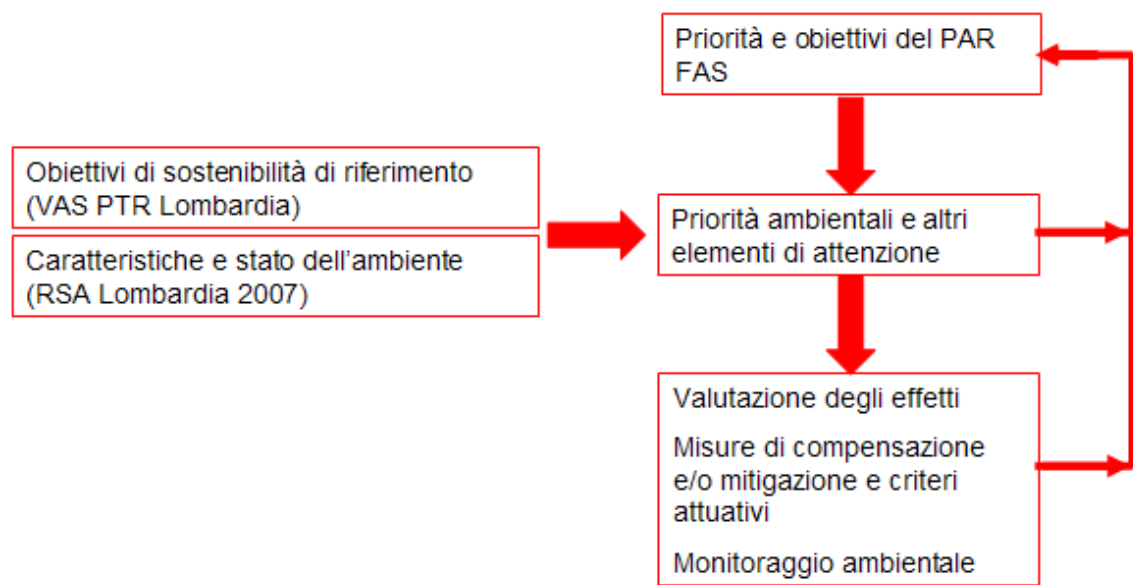 Priorità e obiettivi del PAR
FAS
Obiettivi di sostenibilità di riferimento
(VAS PTR Lombardia)
Caratteristiche e stato dell'ambiente
(RSA Lombardia 2007)
Priorità ambientali e altri
elementi di attenzione
Valutazione degli effetti
Misure di compensazione
e/o mitigazione e criteri
attuativi
Monitoraggio ambientale